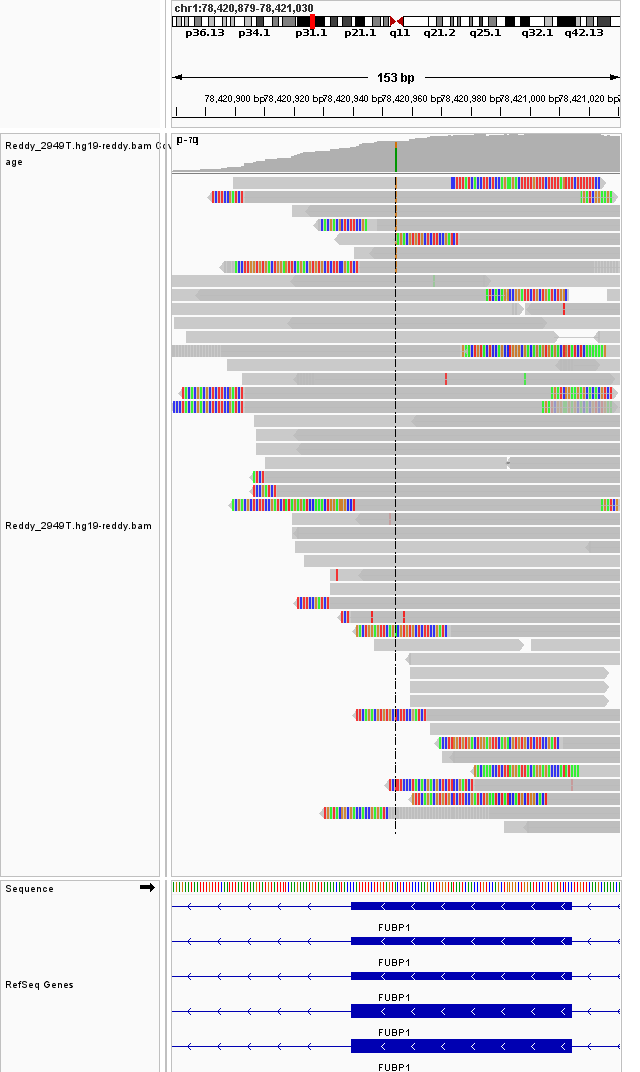 chr1:78,420,879-78,421,030
p36.13 p34.1 p31.1 p21.1 q11 q21.2 q25.1 q32.1 q42.13
153 bp
78,420,900 bp 78,420,920 bp 78,420,940 bp 78,420,960 bp 78,420,980 bp 78,421,000 bp 78,421,020 bp
Reddy_2949T.hg19-reddy.bam Cov
age
[0-70]
Reddy_2949T.hg19-reddy.bam
Sequence
FUBP1
FUBP1
RefSeq Genes
FUBP1
FUBP1
FUBP1